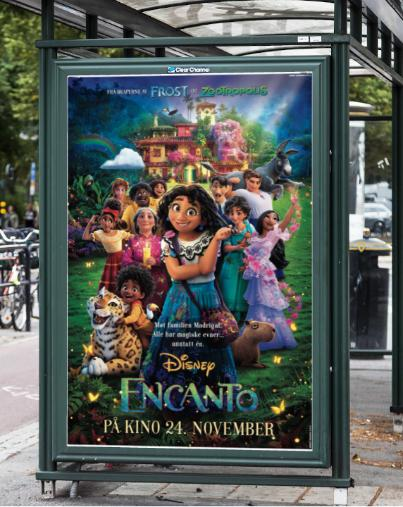 Clear Channel
FRA SKAPERNE AV FROST OG ZOOTROPOLIS
Møt familien Madrigal.
Alle har magiske evner...
unntatt én.
Disney
ENCANTO
PÅ KINO 24. NOVEMBER